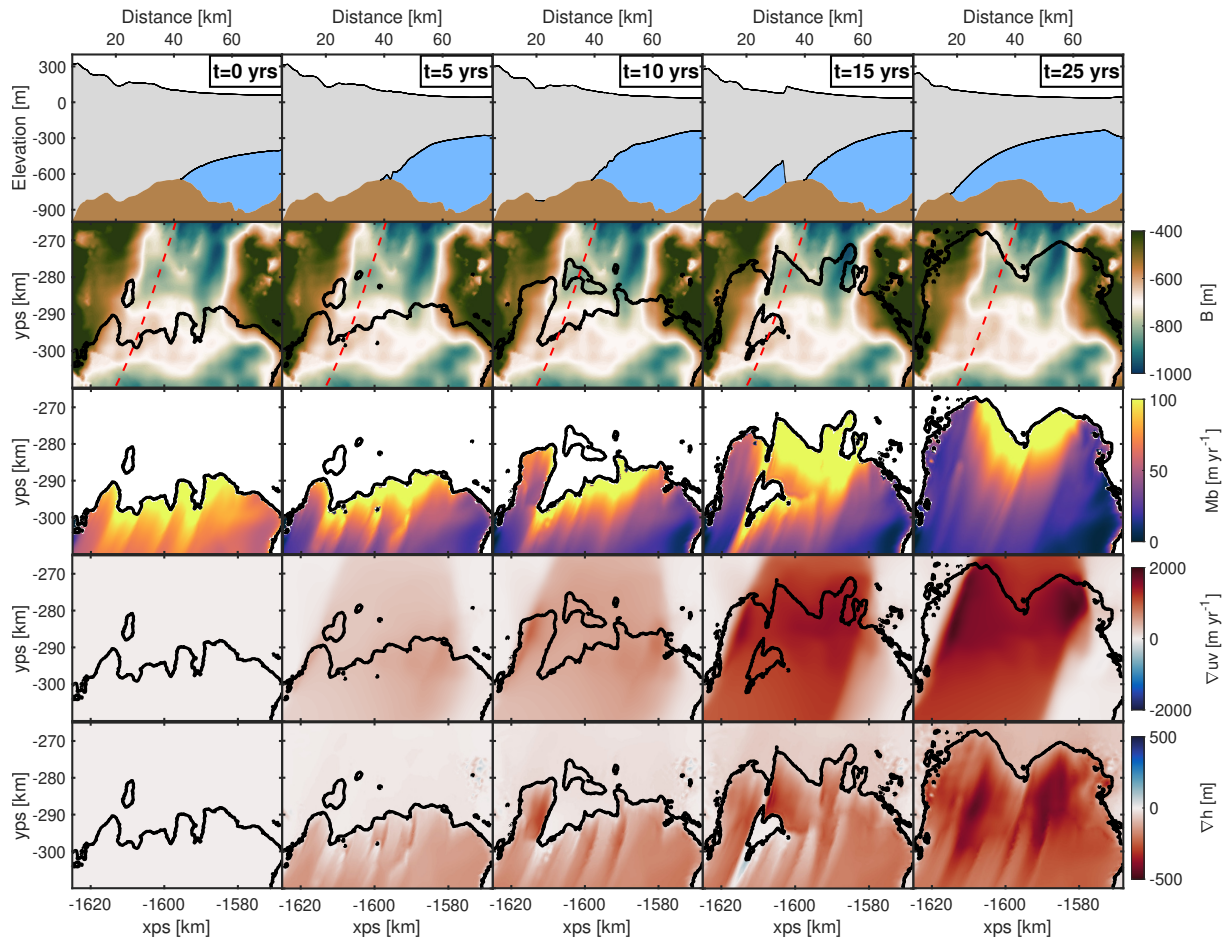 Distance [km] Distance [km] Distance [km] Distance [km] Distance [km]
20 40 60 20 40 60 20 40 60 20 40 60 20 40 60
t=0 yrs t=5 yrs t=10 yrs t=15 yrs t=25 yrs
Elevation [m]
300
0
-300
-600
-900
yps [km]
-270
-280
-290
-300
-400
-600
-800
-1000
B [m]
yps [km]
-270
-280
-290
-300
100
50
0
Mb [m yr-1]
yps [km]
-270
-280
-290
-300
2000
0
-2000
∇uv [m yr-1]
yps [km]
-270
-280
-290
-300
500
0
-500
∇h [m]
-1620 -1600 -1580 -1620 -1600 -1580 -1620 -1600 -1580 -1620 -1600 -1580 -1620 -1600 -1580
xps [km] xps [km] xps [km] xps [km] xps [km]